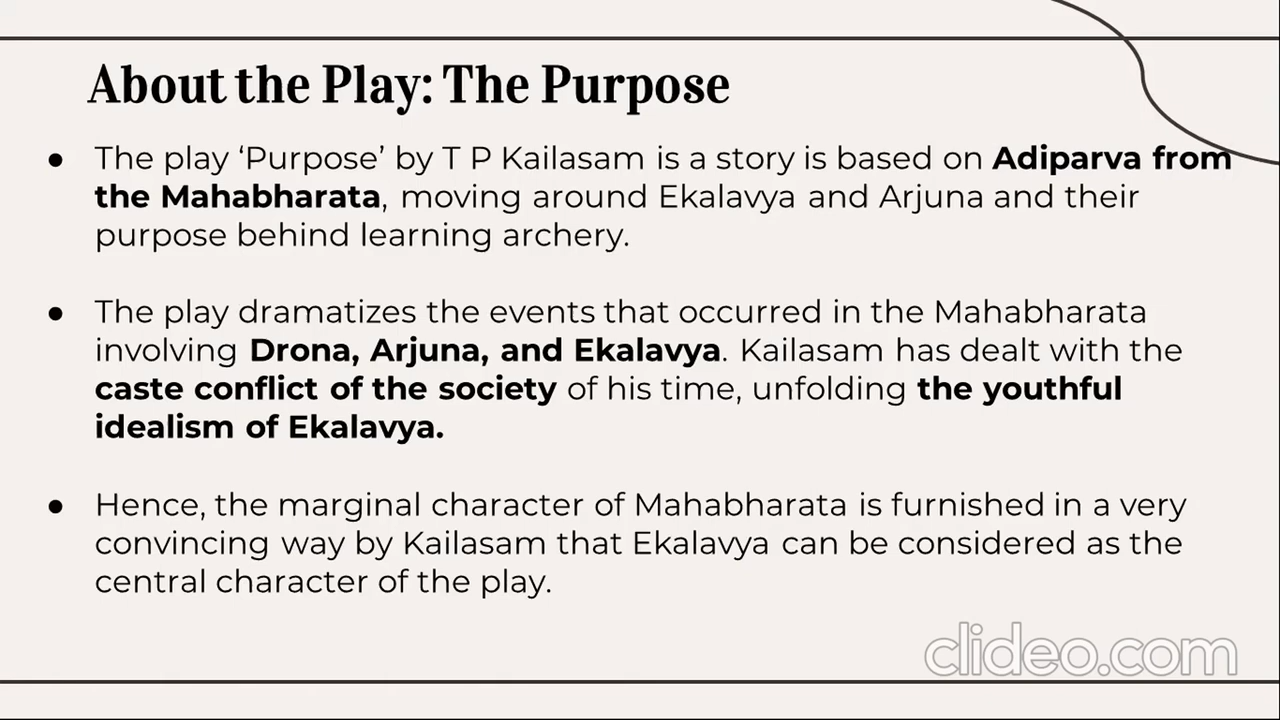 About the Play: The Purpose
● The play ‘Purpose’ by T P Kailasam is a story is based on Adiparva from
the Mahabharata, moving around Ekalavya and Arjuna and their
purpose behind learning archery.
● The play dramatizes the events that occurred in the Mahabharata
involving Drona, Arjuna, and Ekalavya. Kailasam has dealt with the
caste conflict of the society of his time, unfolding the youthful
idealism of Ekalavya.
● Hence, the marginal character of Mahabharata is furnished in a very
convincing way by Kailasam that Ekalavya can be considered as the
central character of the play.
clideo.com